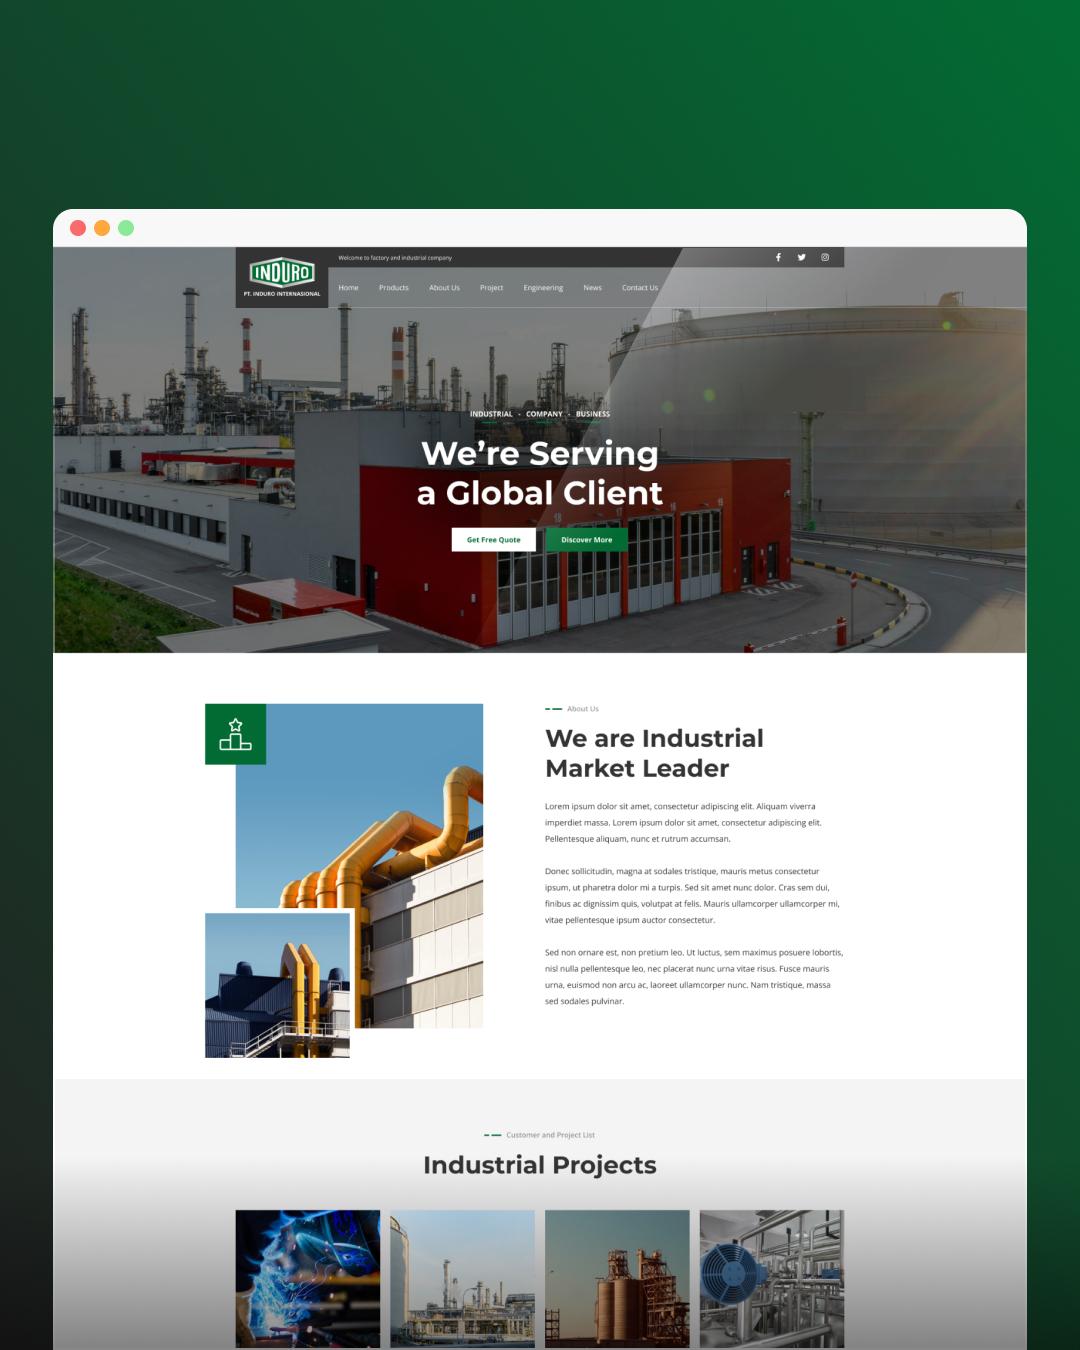 INDURO
PT. INDURO INTERNASIONAL
Welcome to factory and industrial company
Home Products About Us Project Engineering News Contact Us
INDUSTRIAL - COMPANY - BUSINESS
We’re Serving
a Global Client
Get Free Quote Discover More
About Us
We are Industrial
Market Leader
Lorem ipsum dolor sit amet, consectetur adipiscing elit. Aliquam viverra
imperdiet massa. Lorem ipsum dolor sit amet, consectetur adipiscing elit.
Pellentesque aliquam, nunc et rutrum accumsan.
Donec sollicitudin, magna at sodales tristique, mauris metus consectetur
ipsum, ut pharetra dolor mi a turpis. Sed sit amet nunc dolor. Cras sem dui,
finibus ac dignissim quis, volutpat at felis. Mauris ullamcorper ullamcorper mi,
vitae pellentesque ipsum auctor consectetur.
Sed non ornare est, non pretium leo. Ut luctus, sem maximus posuere lobortis,
nisl nulla pellentesque leo, nec placerat nunc urna vitae risus. Fusce mauris
urna, euismod non arcu ac, laoreet ullamcorper nunc. Nam tristique, massa
sed sodales pulvinar.
Customer and Project List
Industrial Projects